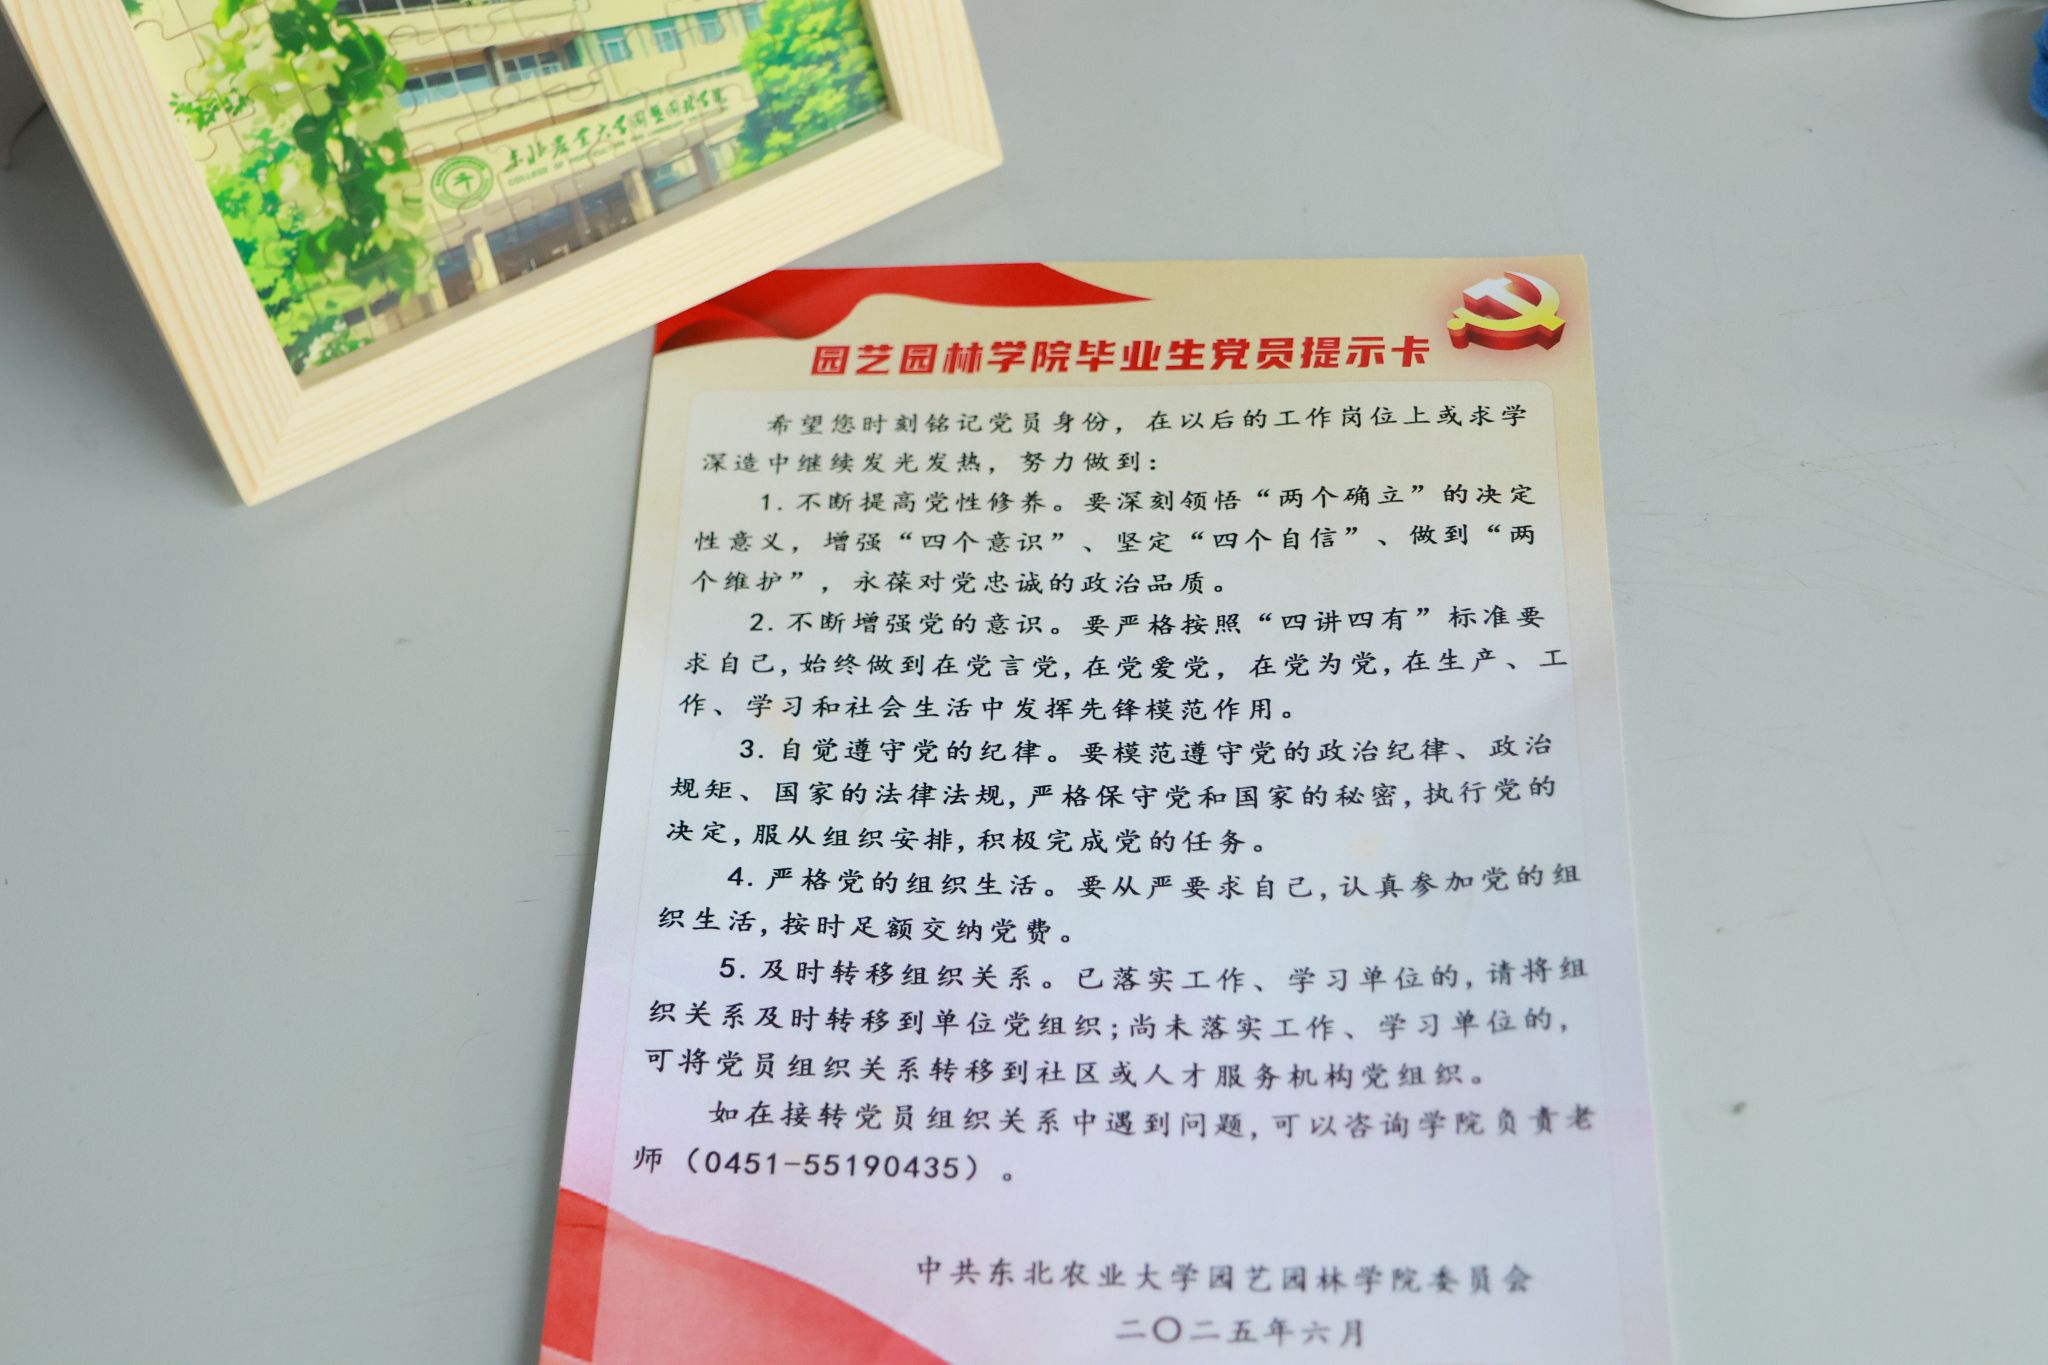 东北农业大学园艺园林学院
园艺园林学院毕业生党员提示卡
希望您时刻铭记党员身份，在以后的工作岗位上或求学
深造中继续发光发热，努力做到：
1. 不断提高党性修养。要深刻领悟“两个确立”的决定
性意义，增强“四个意识”、坚定“四个自信”、做到“两
个维护”，永葆对党忠诚的政治品质。
2. 不断增强党的意识。要严格按照“四讲四有”标准要
求自己,始终做到在党言党,在党爱党，在党为党,在生产、工
作、学习和社会生活中发挥先锋模范作用。
3. 自觉遵守党的纪律。要模范遵守党的政治纪律、政治
规矩、国家的法律法规,严格保守党和国家的秘密,执行党的
决定,服从组织安排,积极完成党的任务。
4. 严格党的组织生活。要从严要求自己,认真参加党的组
织生活,按时足额交纳党费。
5. 及时转移组织关系。已落实工作、学习单位的,请将组
织关系及时转移到单位党组织;尚未落实工作、学习单位的,
可将党员组织关系转移到社区或人才服务机构党组织。
如在接转党员组织关系中遇到问题,可以咨询学院负责老
师（0451-55190435）。
中共东北农业大学园艺园林学院委员会
二〇二五年六月